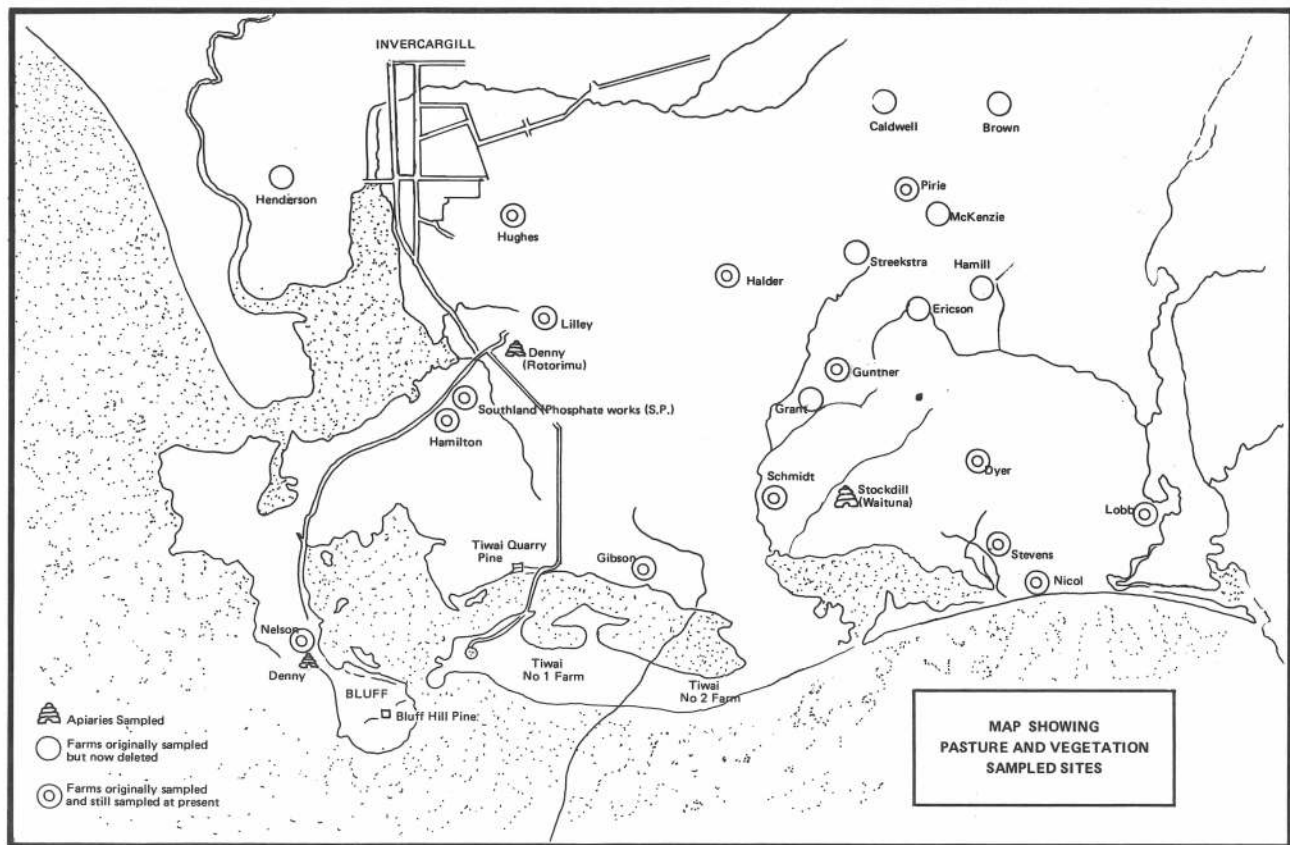 INVERCARGILL
Caldwell
Brown
Henderson
Pirie
McKenzie
Hughes
Streekstra
Hamill
Halder
Ericson
Lilley
Denny
(Rotorimu)
Guntner
Grant
Southland (Phosphate works (S.P.)
Hamilton
Dyer
Schmidt
Stockdill
(Waituna)
Lobb
Tiwai Quarry
Pine
Gibson
Stevens
Nicol
Nelson
Denny
Tiwai
No 1 Farm
Tiwai
No 2 Farm
BLUFF
Bluff Hill Pine
Apiaries Sampled
Farms originally sampled
but now deleted
Farms originally sampled
and still sampled at present
MAP SHOWING
PASTURE AND VEGETATION
SAMPLED SITES